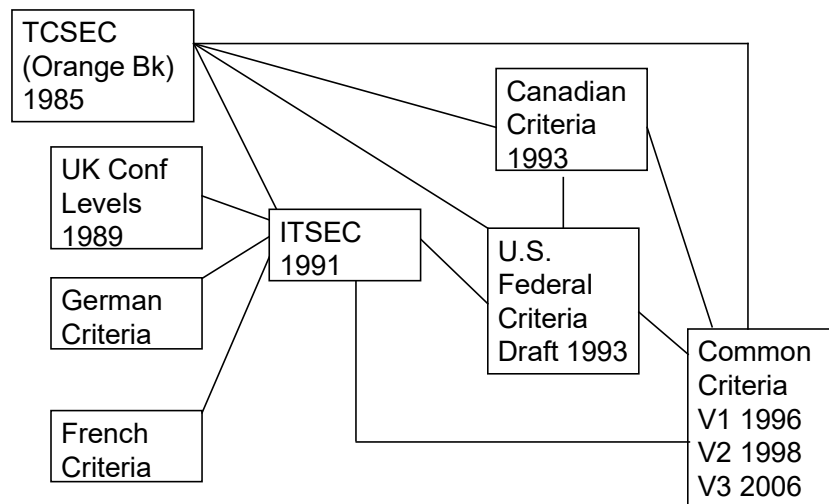 TCSEC
(Orange Bk)
1985
Canadian
Criteria
1993
UK Conf
Levels
1989
ITSEC
1991
U.S.
Federal
Criteria
Draft 1993
German
Criteria
Common
Criteria
V1 1996
V2 1998
V3 2006
French
Criteria